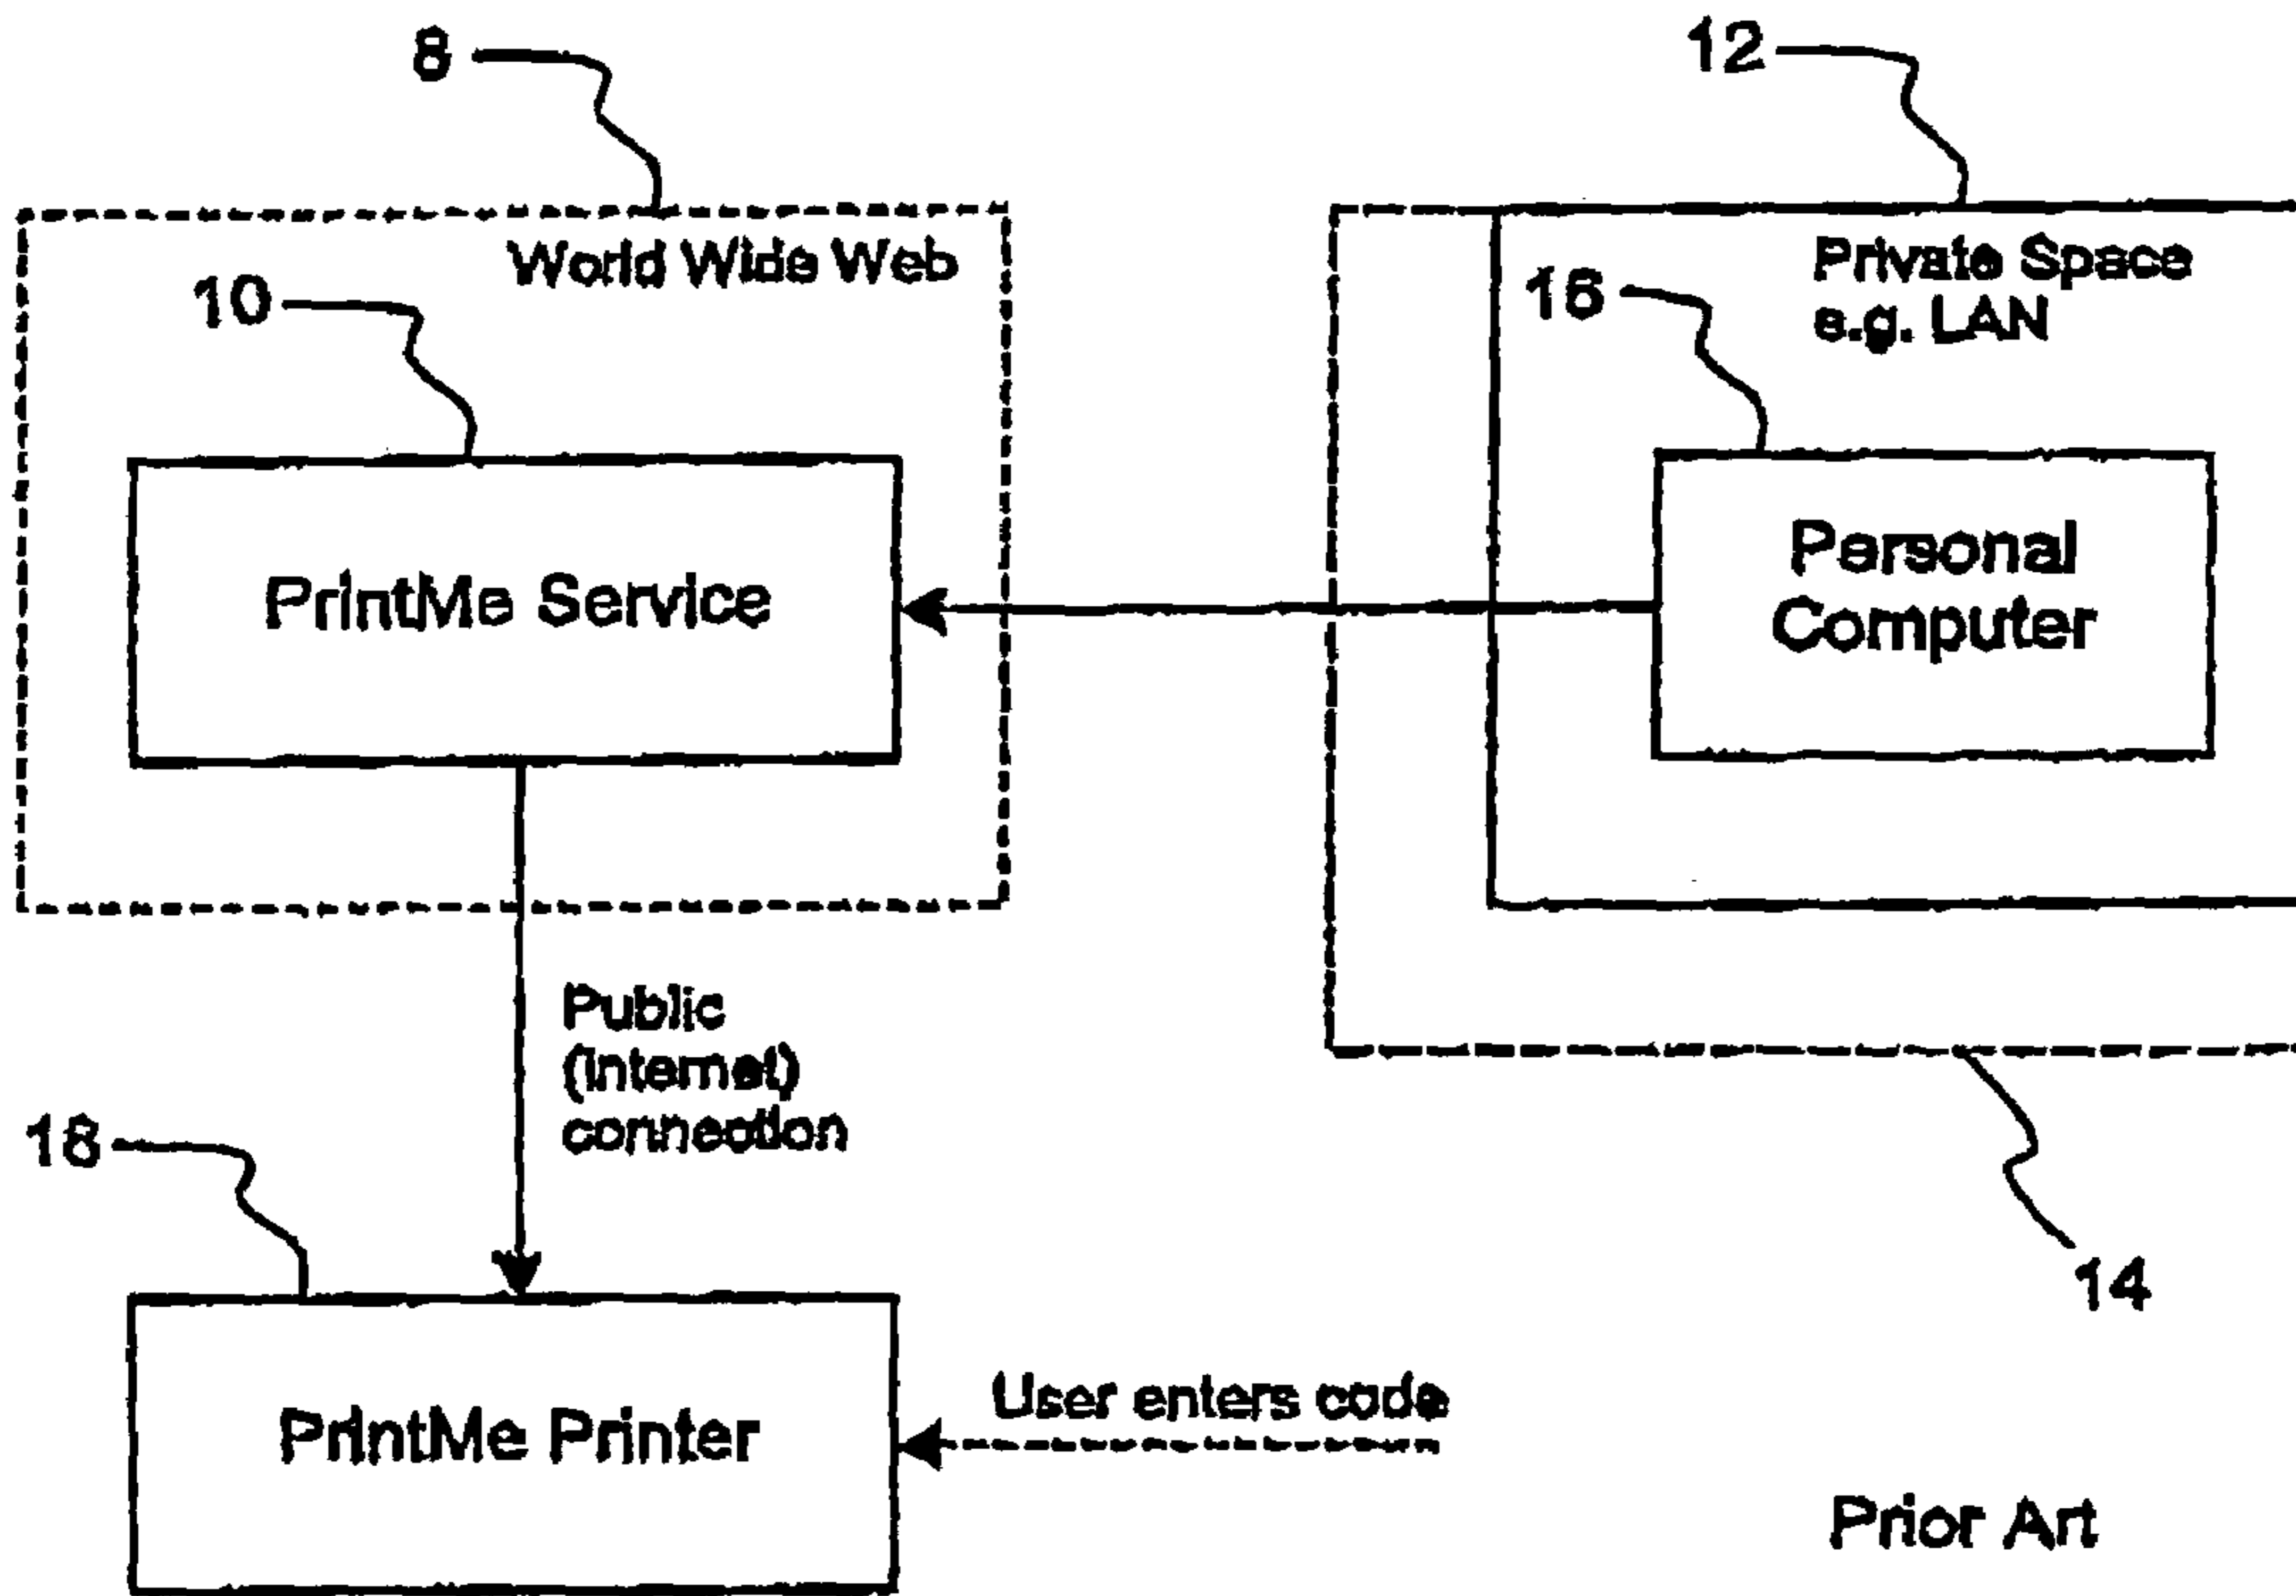 8
12
World Wide Web
Private Space
e.g. LAN
10
16
PrintMe Service
Personal
Computer
Public
(Internet)
connection
18
14
User enters code
PrintMe Printer
Prior Art